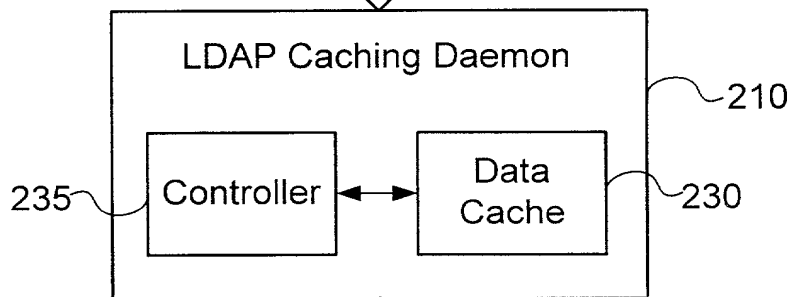 LDAP Caching Daemon
210
235
Controller
Data
Cache
230